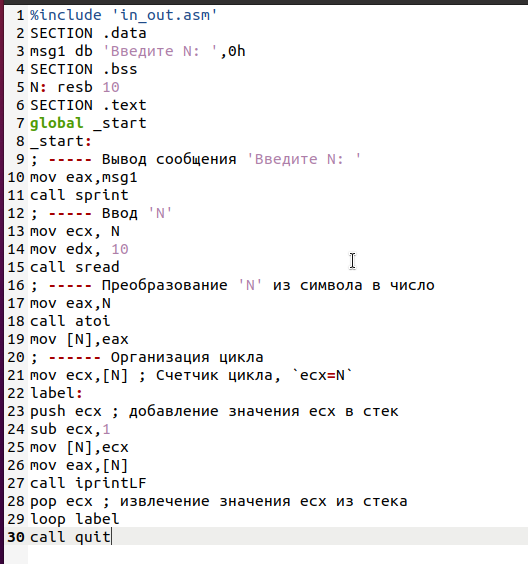 1 %include 'in_out.asm'
2 SECTION .data
3 msg1 db 'Введите N: ',0h
4 SECTION .bss
5 N: resb 10
6 SECTION .text
7 global _start
8 _start:
9 ; ----- Вывод сообщения 'Введите N: '
10 mov eax,msg1
11 call sprint
12 ; ----- Ввод 'N'
13 mov ecx, N
14 mov edx, 10
15 call sread
16 ; ----- Преобразование 'N' из символа в число
17 mov eax,N
18 call atoi
19 mov [N],eax
20 ; ------ Организация цикла
21 mov ecx,[N] ; Счетчик цикла, `ecx=N`
22 label:
23 push ecx ; добавление значения ecx в стек
24 sub ecx,1
25 mov [N],ecx
26 mov eax,[N]
27 call iprintLF
28 pop ecx ; извлечение значения ecx из стека
29 loop label
30 call quit